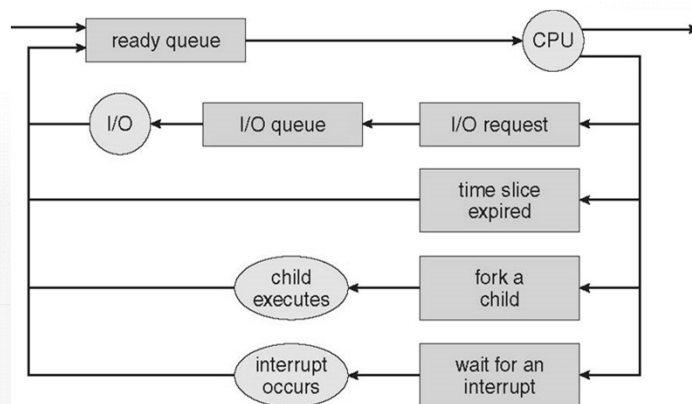 ready queue
CPU
I/O
I/O queue
I/O request
time slice
expired
child
executes
fork a
child
interrupt
occurs
wait for an
interrupt